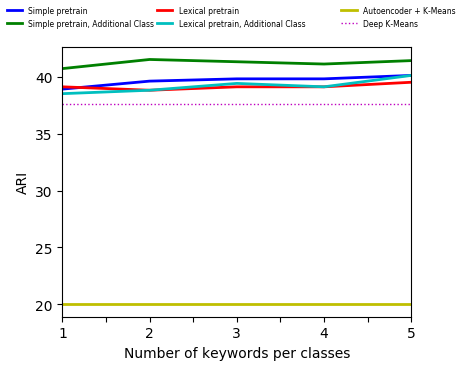 Simple pretrain
Simple pretrain, Additional Class
Lexical pretrain
Lexical pretrain, Additional Class
Autoencoder + K-Means
Deep K-Means
40
35
30
25
20
ARI
1 2 3 4 5
Number of keywords per classes